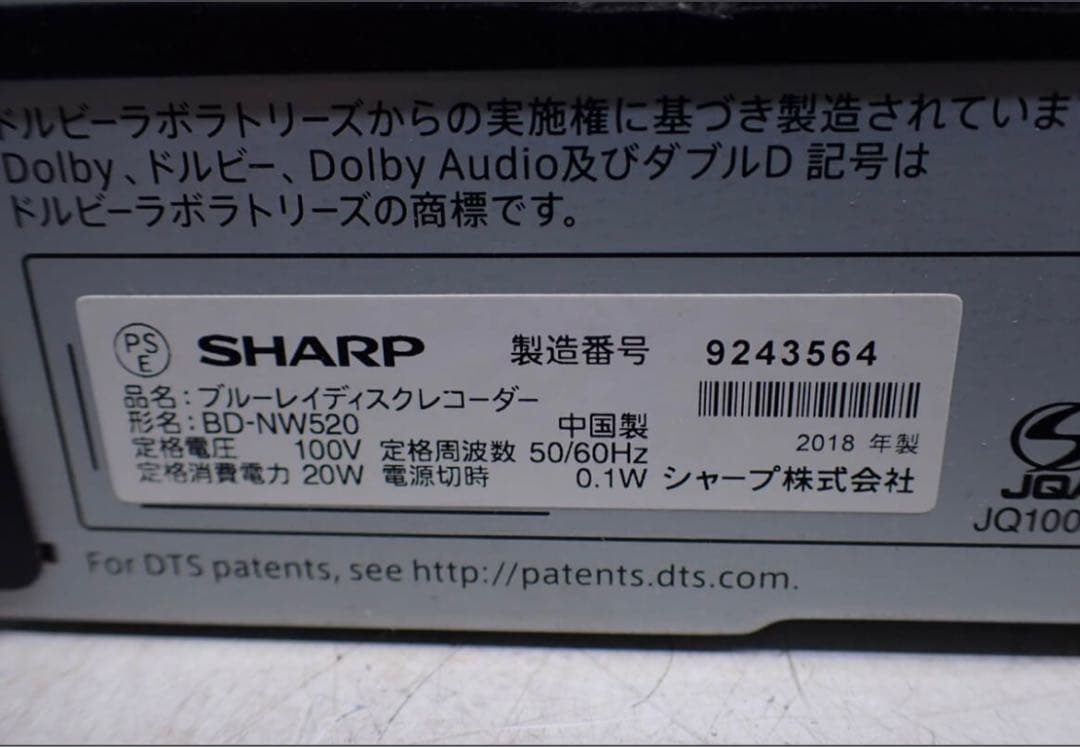 ドルビーラボラトリーズからの実施権に基づき製造されていま
Dolby、ドルビー、Dolby Audio及びダブルD 記号は
ドルビーラボラトリーズの商標です。
PS
E
SHARP 製造番号 9243564
品名:ブルーレイディスクレコーダー
形名:BD-NW520 中国製
定格電圧 100V 定格周波数 50/60Hz 2018 年製
定格消費電力 20W 電源切時 0.1W シャープ株式会社
JQA
JQ100
For DTS patents, see http://patents.dts.com.